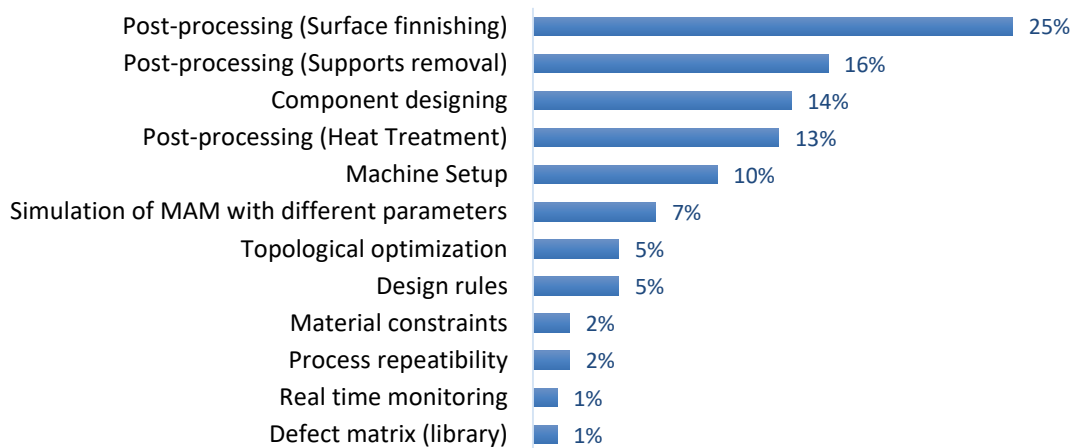 Post-processing (Surface finnishing) 25%
Post-processing (Supports removal) 16%
Component designing 14%
Post-processing (Heat Treatment) 13%
Machine Setup 10%
Simulation of MAM with different parameters 7%
Topological optimization 5%
Design rules 5%
Material constraints 2%
Process repeatibility 2%
Real time monitoring 1%
Defect matrix (library) 1%